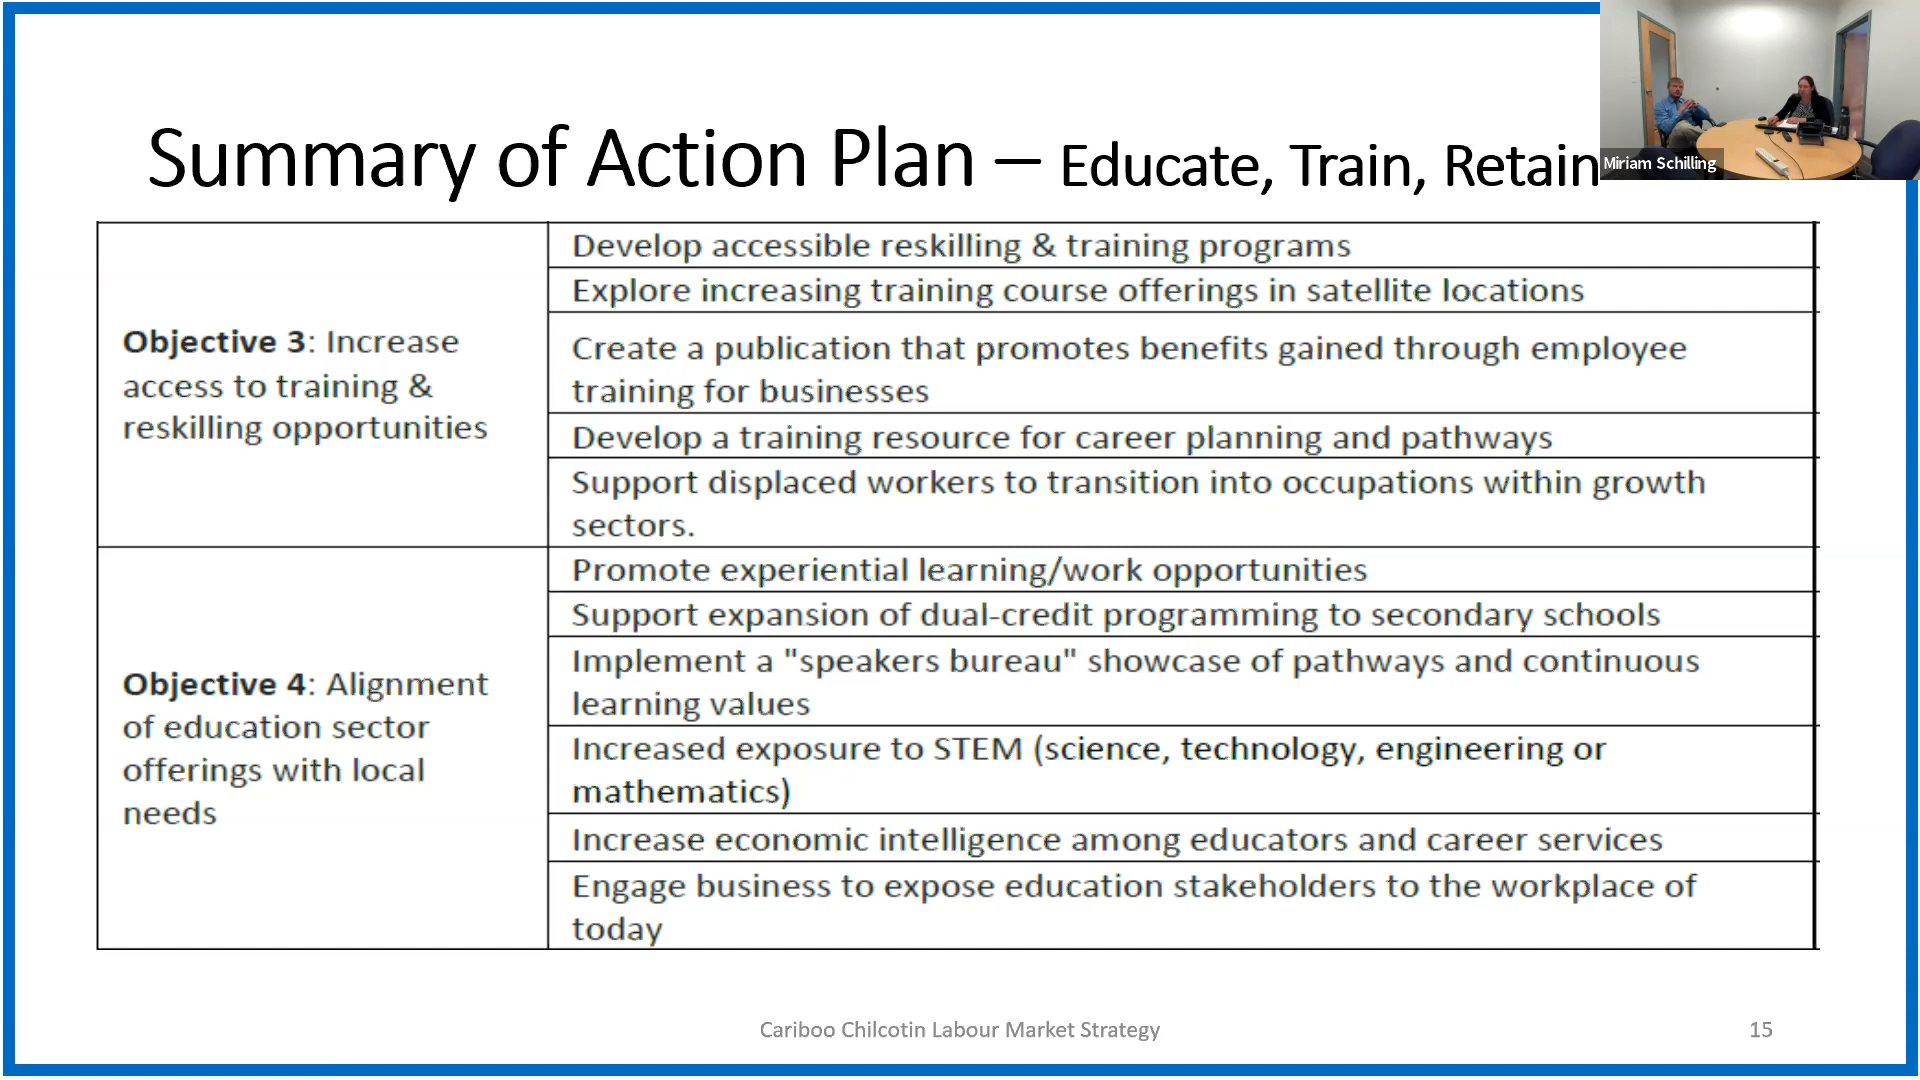 Summary of Action Plan – Educate, Train, Retain
Miriam Schilling
Objective 3: Increase
access to training &
reskilling opportunities
Develop accessible reskilling & training programs
Explore increasing training course offerings in satellite locations
Create a publication that promotes benefits gained through employee
training for businesses
Develop a training resource for career planning and pathways
Support displaced workers to transition into occupations within growth
sectors.
Objective 4: Alignment
of education sector
offerings with local
needs
Promote experiential learning/work opportunities
Support expansion of dual-credit programming to secondary schools
Implement a "speakers bureau" showcase of pathways and continuous
learning values
Increased exposure to STEM (science, technology, engineering or
mathematics)
Increase economic intelligence among educators and career services
Engage business to expose education stakeholders to the workplace of
today
Cariboo Chilcotin Labour Market Strategy
15